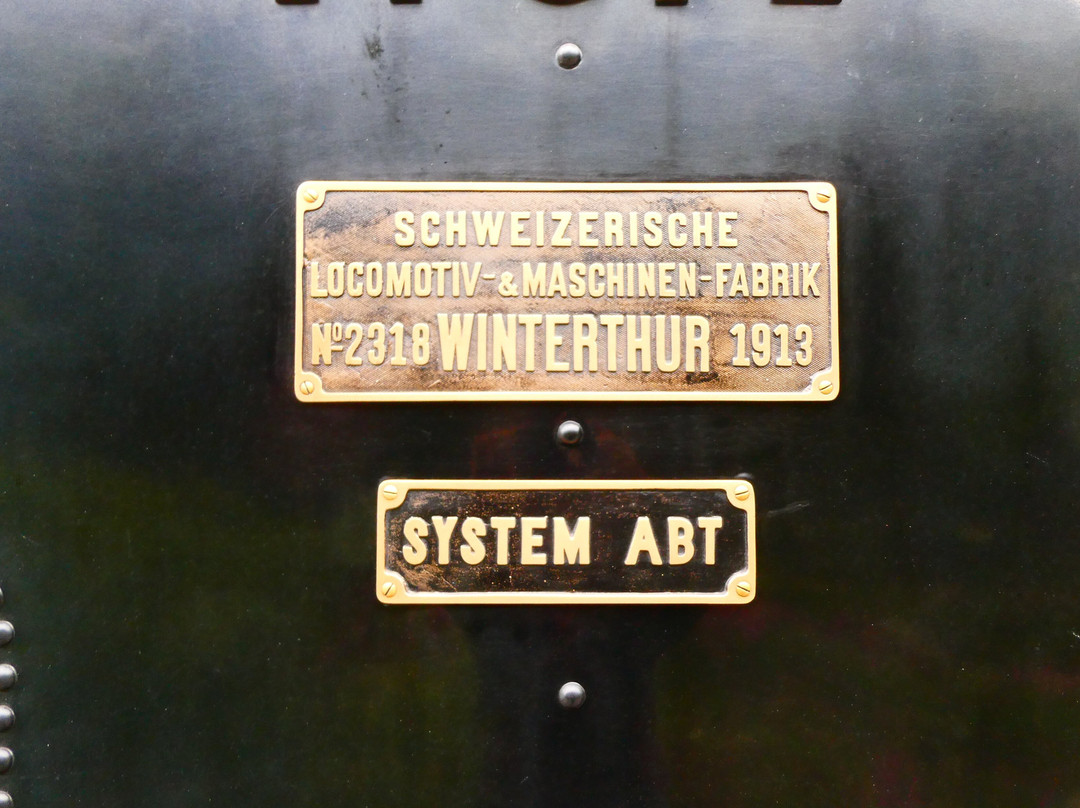 SCHWEIZERISCHE
LOCOMOTIV-&MASCHINEN-FABRIK
Nº2318 WINTERTHUR 1913
SYSTEM ABT